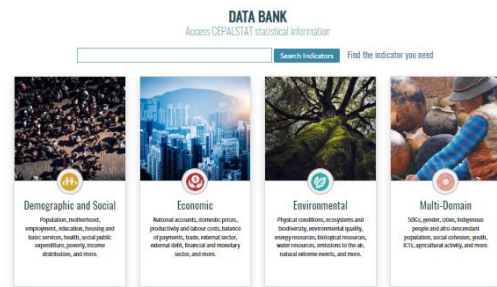 DATA BANK
Access CEPALSTAT statistical information
Search Indicators
Find the indicator you need
Demographic and Social
Population, motherhood,
employment, education, housing and
basic services, health, social public
expenditure, poverty, income
distribution, and more.
Economic
National accounts, domestic prices,
productivity and labour costs, balance
of payments, trade, external sector,
external debt, financial and monetary
sector, and more.
Environmental
Physical conditions, ecosystems and
biodiversity, environmental quality,
energy resources, biological resources,
water resources, emissions to the air,
natural extreme events, and more.
Multi-Domain
SDGs, gender, cities, Indigenous
people and afro-descendant
population, social cohesion, youth,
ICTs, agricultural activity, and more.